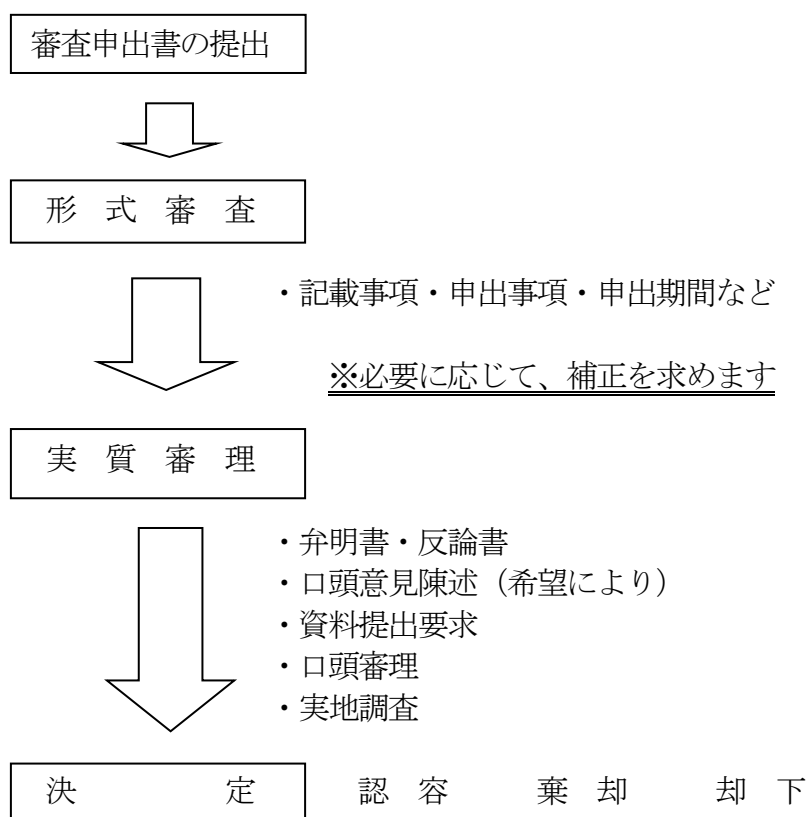 審査申出書の提出
形 式 審 査
・記載事項・申出事項・申出期間など
※必要に応じて、補正を求めます
実 質 審 理
・弁明書・反論書
・口頭意見陳述（希望により）
・資料提出要求
・口頭審理
・実地調査
決 定 認 容 棄 却 却 下